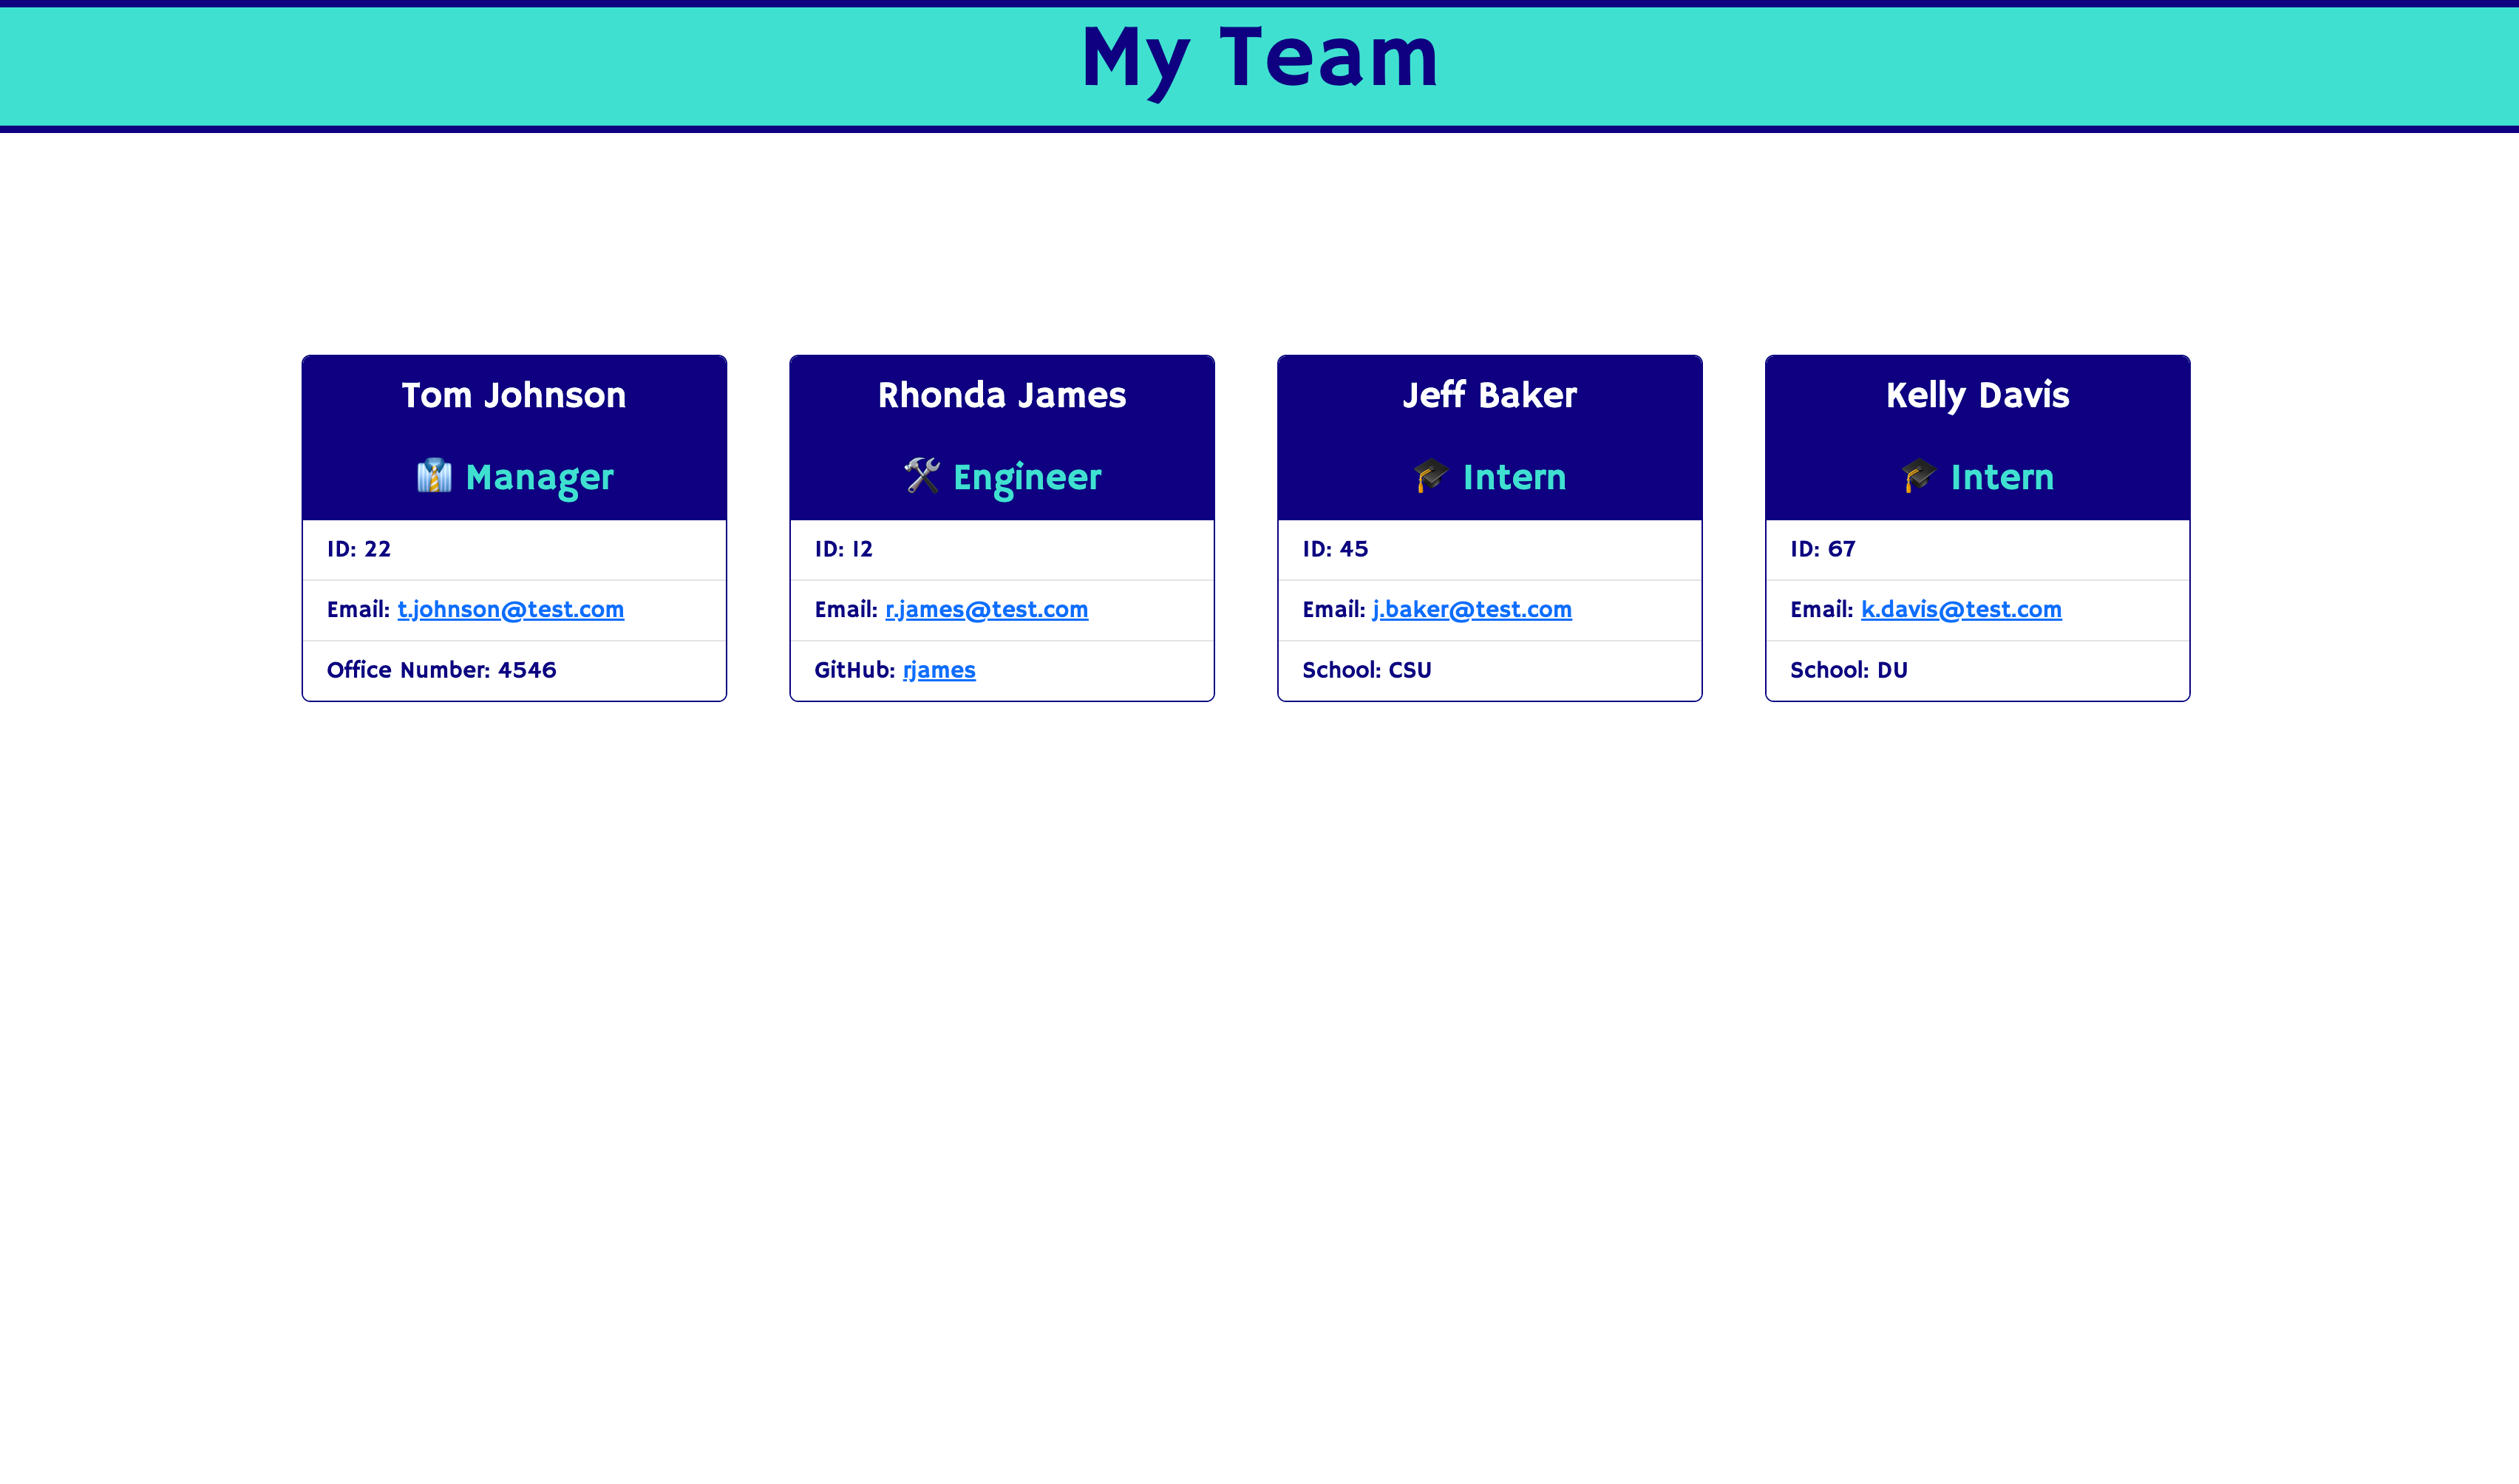 My Team
Tom Johnson
👔 Manager
ID: 22
Email: t.johnson@test.com
Office Number: 4546
Rhonda James
🛠️ Engineer
ID: 12
Email: r.james@test.com
GitHub: rjames
Jeff Baker
🎓 Intern
ID: 45
Email: j.baker@test.com
School: CSU
Kelly Davis
🎓 Intern
ID: 67
Email: k.davis@test.com
School: DU